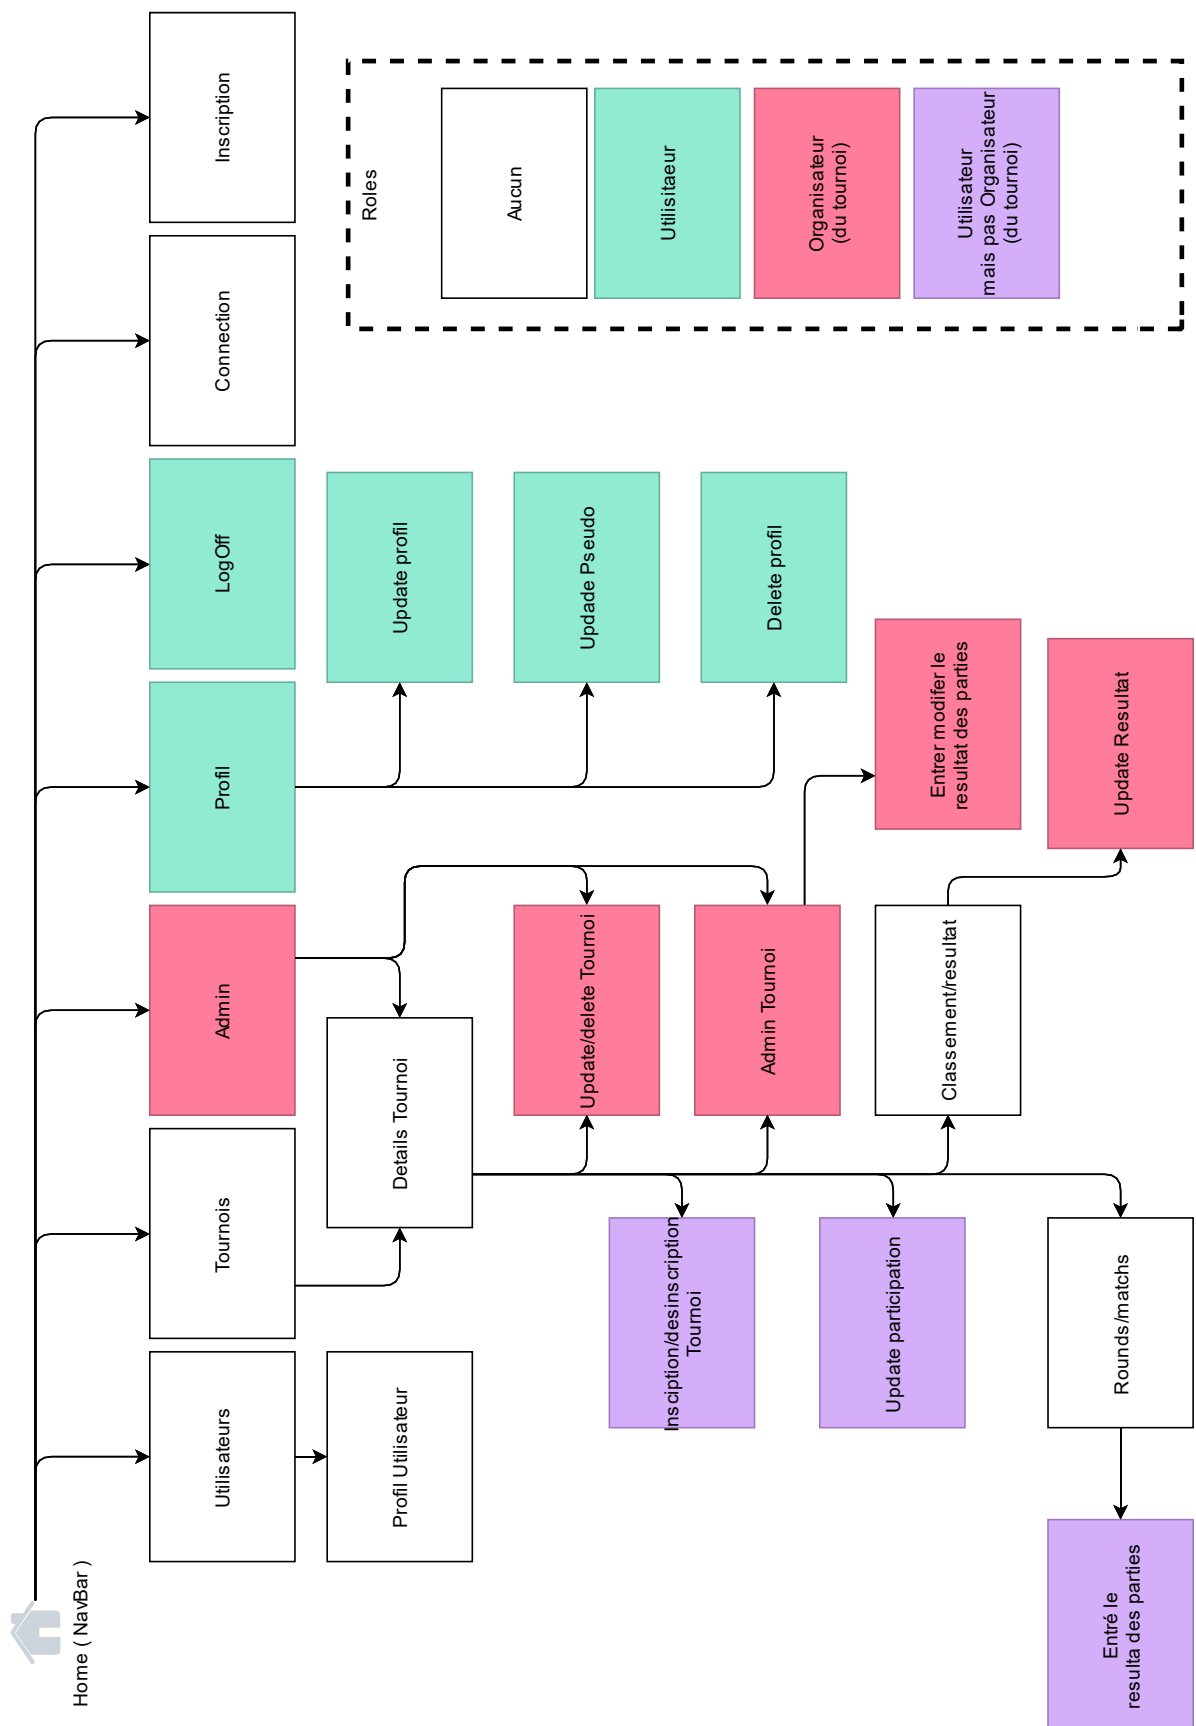 Home ( NavBar )
Utilisateurs
Tournois
Admin
Profil
LogOff
Connection
Inscription
Profil Utilisateur
Details Tournoi
Update profil
Roles
Aucun
Utilisitaeur
Organisateur
(du tournoi)
Utilisateur
mais pas Organisateur
(du tournoi)
Update/delete Tournoi
Updade Pseudo
Insciption/desinscription
Tournoi
Admin Tournoi
Delete profil
Update participation
Classement/resultat
Entrer modifer le
resultat des parties
Entré le
resulta des parties
Rounds/matchs
Update Resultat